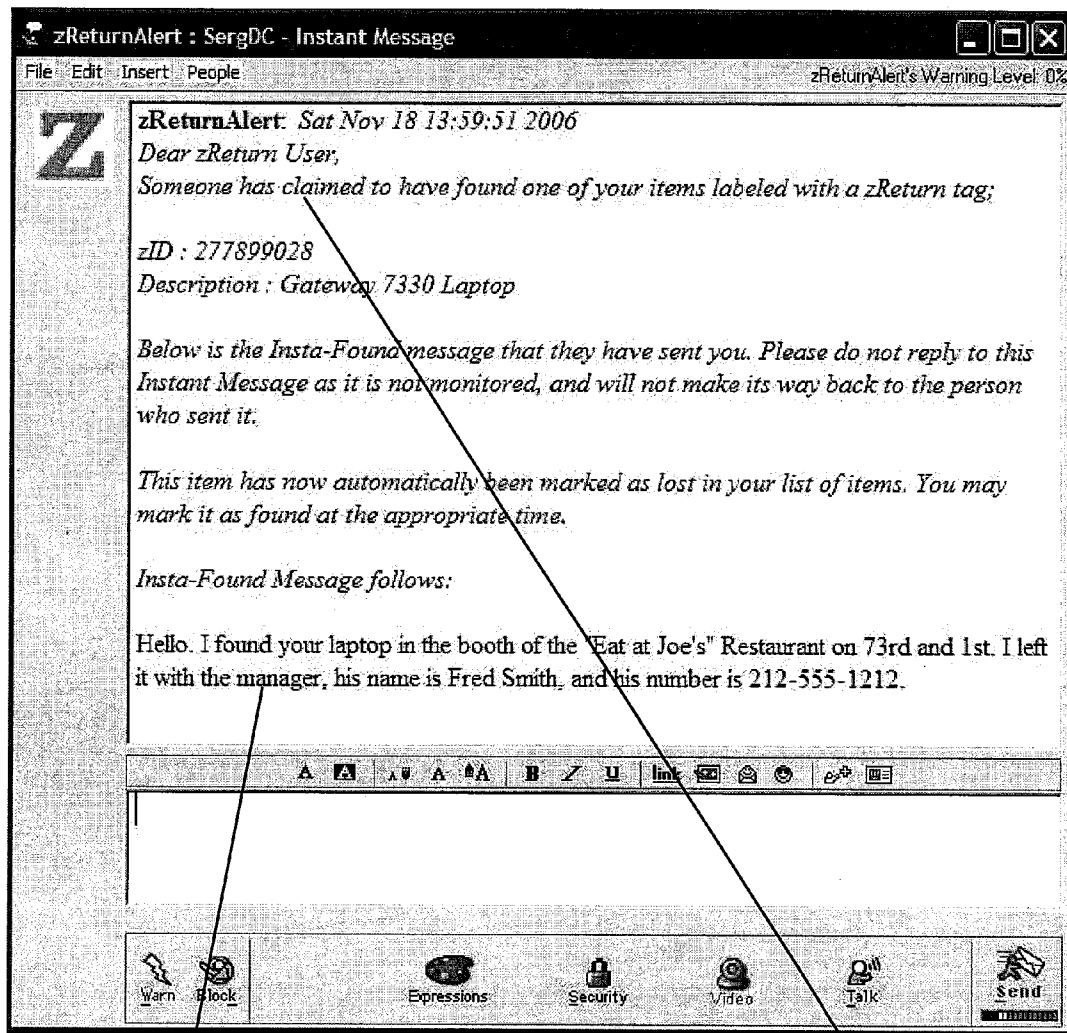 zReturnAlert : SergDC - Instant Message
File Edit Insert People
zReturnAlert's Warning Level: 0%
Z
zReturnAlert: Sat Nov 18 13:59:51 2006
Dear zReturn User,
Someone has claimed to have found one of your items labeled with a zReturn tag;
zID : 277899028
Description : Gateway 7330 Laptop
Below is the Insta-Found message that they have sent you. Please do not reply to this
Instant Message as it is not monitored, and will not make its way back to the person
who sent it.
This item has now automatically been marked as lost in your list of items. You may
mark it as found at the appropriate time.
Insta-Found Message follows:
Hello. I found your laptop in the booth of the "Eat at Joe's" Restaurant on 73rd and 1st. I left
it with the manager, his name is Fred Smith, and his number is 212-555-1212.
A A A A A B I U link
Warn Block Expressions Security Video Talk Send